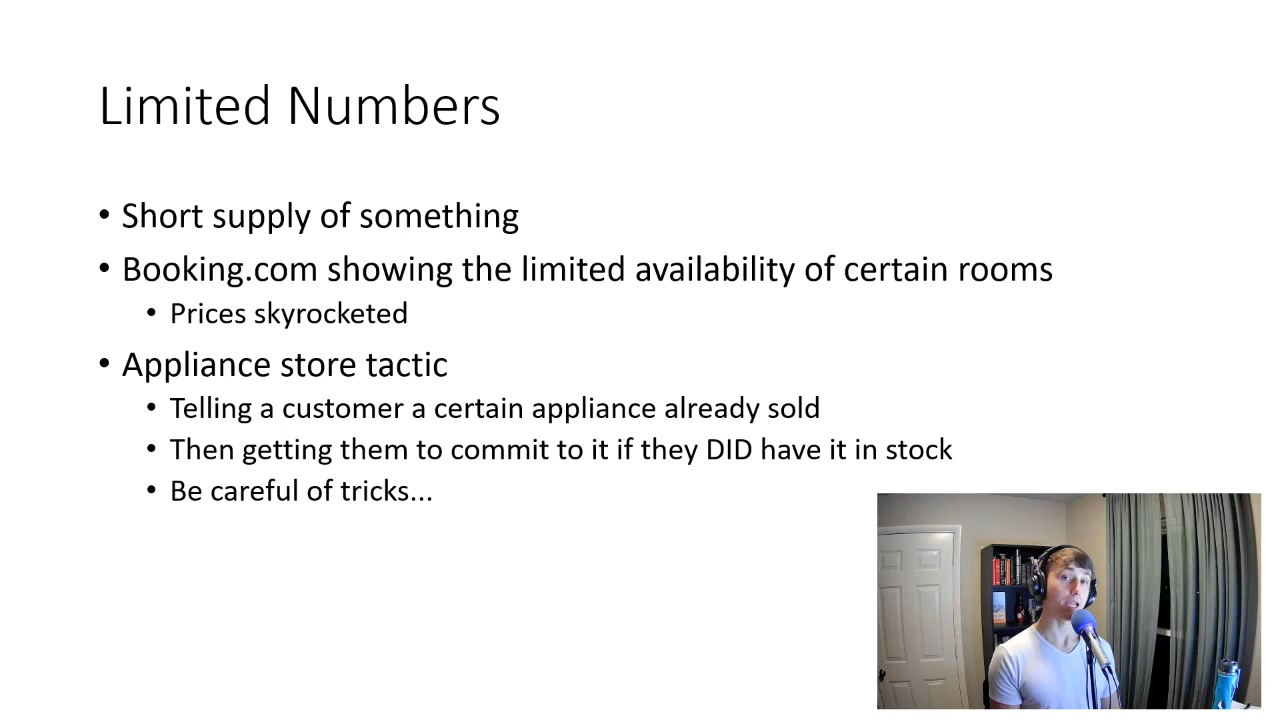 Limited Numbers
• Short supply of something
• Booking.com showing the limited availability of certain rooms
• Prices skyrocketed
• Appliance store tactic
• Telling a customer a certain appliance already sold
• Then getting them to commit to it if they DID have it in stock
• Be careful of tricks...